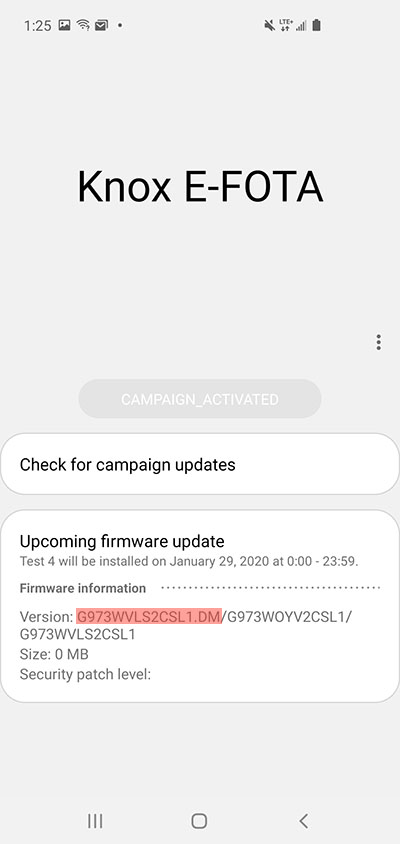 1:25
LTE+
Knox E-FOTA
CAMPAIGN_ACTIVATED
Check for campaign updates
Upcoming firmware update
Test 4 will be installed on January 29, 2020 at 0:00 - 23:59.
Firmware information
Version: G973WVLS2CSL1.DM/G973WOYV2CSL1/
G973WVLS2CSL1
Size: 0 MB
Security patch level: